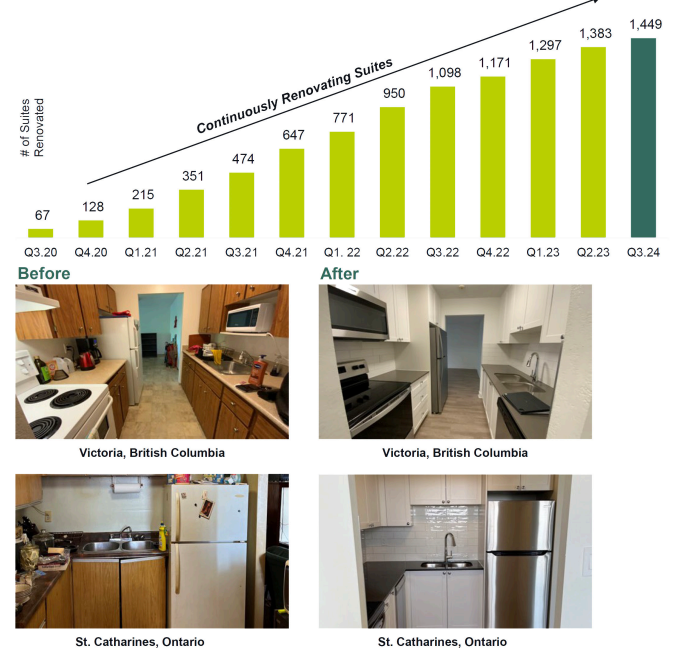 1,449
1,383
1,297
1,171
1,098
950
771
647
474
351
215
128
67
Continuously Renovating Suites
# of Suites
Renovated
Q3.20 Q4.20 Q1.21 Q2.21 Q3.21 Q4.21 Q1. 22 Q2.22 Q3.22 Q4.22 Q1.23 Q2.23 Q3.24
Before After
Victoria, British Columbia Victoria, British Columbia
St. Catharines, Ontario St. Catharines, Ontario